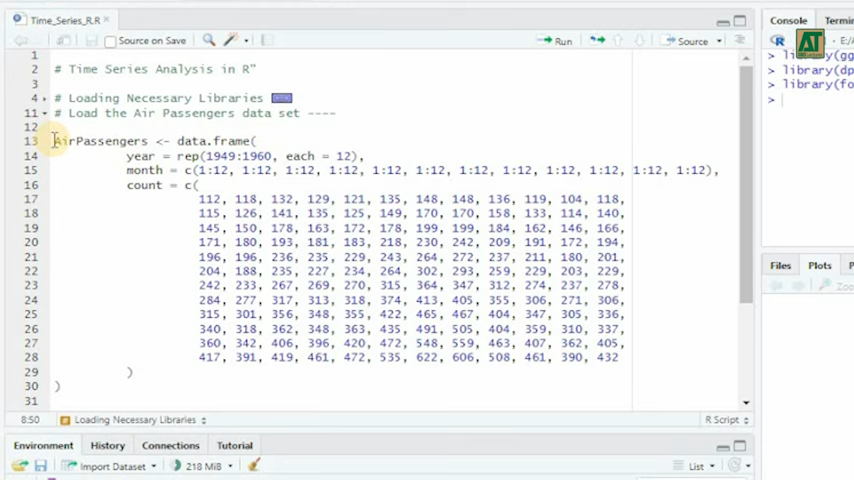 Time_Series_R.R
Source on Save
Run
Source
1
2 # Time Series Analysis in R"
3
4 # Loading Necessary Libraries
11 # Load the Air Passengers data set ----
12
13 AirPassengers <- data.frame(
14 year = rep(1949:1960, each = 12),
15 month = c(1:12, 1:12, 1:12, 1:12, 1:12, 1:12, 1:12, 1:12, 1:12, 1:12, 1:12, 1:12),
16 count = c(
17 112, 118, 132, 129, 121, 135, 148, 148, 136, 119, 104, 118,
18 115, 126, 141, 135, 125, 149, 170, 170, 158, 133, 114, 140,
19 145, 150, 178, 163, 172, 178, 199, 199, 184, 162, 146, 166,
20 171, 180, 193, 181, 183, 218, 230, 242, 209, 191, 172, 194,
21 196, 196, 236, 235, 229, 243, 264, 272, 237, 211, 180, 201,
22 204, 188, 235, 227, 234, 264, 302, 293, 259, 229, 203, 229,
23 242, 233, 267, 269, 270, 315, 364, 347, 312, 274, 237, 278,
24 284, 277, 317, 313, 318, 374, 413, 405, 355, 306, 271, 306,
25 315, 301, 356, 348, 355, 422, 465, 467, 404, 347, 305, 336,
26 340, 318, 362, 348, 363, 435, 491, 505, 404, 359, 310, 337,
27 360, 342, 406, 396, 420, 472, 548, 559, 463, 407, 362, 405,
28 417, 391, 419, 461, 472, 535, 622, 606, 508, 461, 390, 432
29 )
30 )
31
8:50 Loading Necessary Libraries
R Script
Environment History Connections Tutorial
Import Dataset 218 MiB
List
Console Termin
AT
E:/A
> library(gg
> library(dp
> library(fo
>
Files Plots P
Zoo